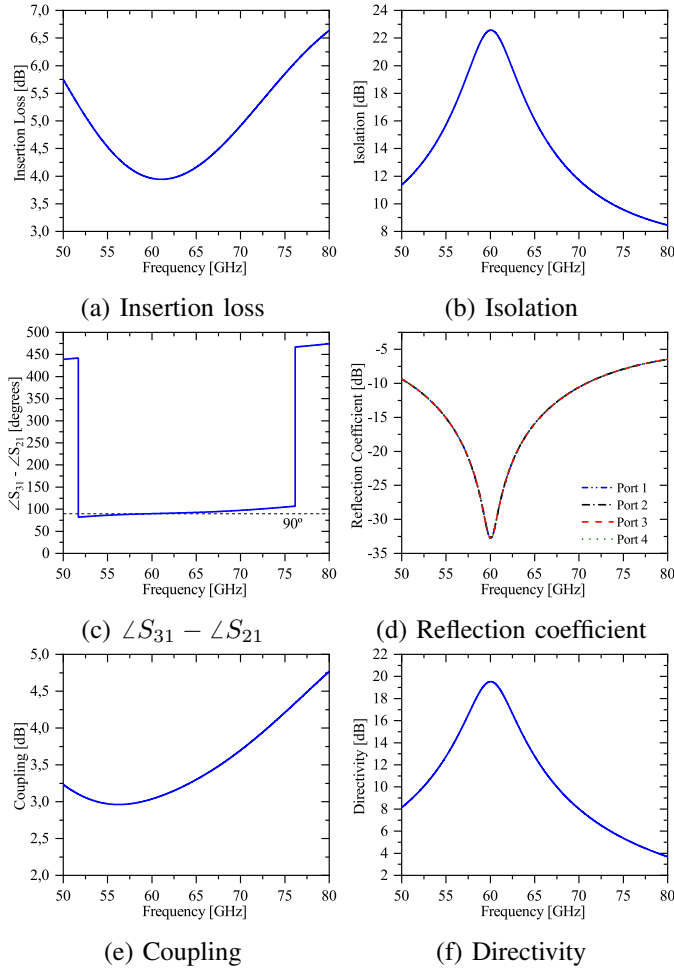 7,0
6,5
6,0
5,5
5,0
4,5
4,0
3,5
3,0
Insertion Loss [dB]
50 55 60 65 70 75 80
Frequency [GHz]
(a) Insertion loss
24
22
20
18
16
14
12
10
8
Isolation [dB]
50 55 60 65 70 75 80
Frequency [GHz]
(b) Isolation
500
450
400
350
300
250
200
150
100
50
0
∠S31 - ∠S21 [degrees]
90º
50 55 60 65 70 75 80
Frequency [GHz]
(c) ∠S31 − ∠S21
-5
-10
-15
-20
-25
-30
-35
Reflection Coefficient [dB]
Port 1
Port 2
Port 3
Port 4
50 55 60 65 70 75 80
Frequency [GHz]
(d) Reflection coefficient
5,0
4,5
4,0
3,5
3,0
2,5
2,0
Coupling [dB]
50 55 60 65 70 75 80
Frequency [GHz]
(e) Coupling
22
20
18
16
14
12
10
8
6
4
2
Directivity [dB]
50 55 60 65 70 75 80
Frequency [GHz]
(f) Directivity